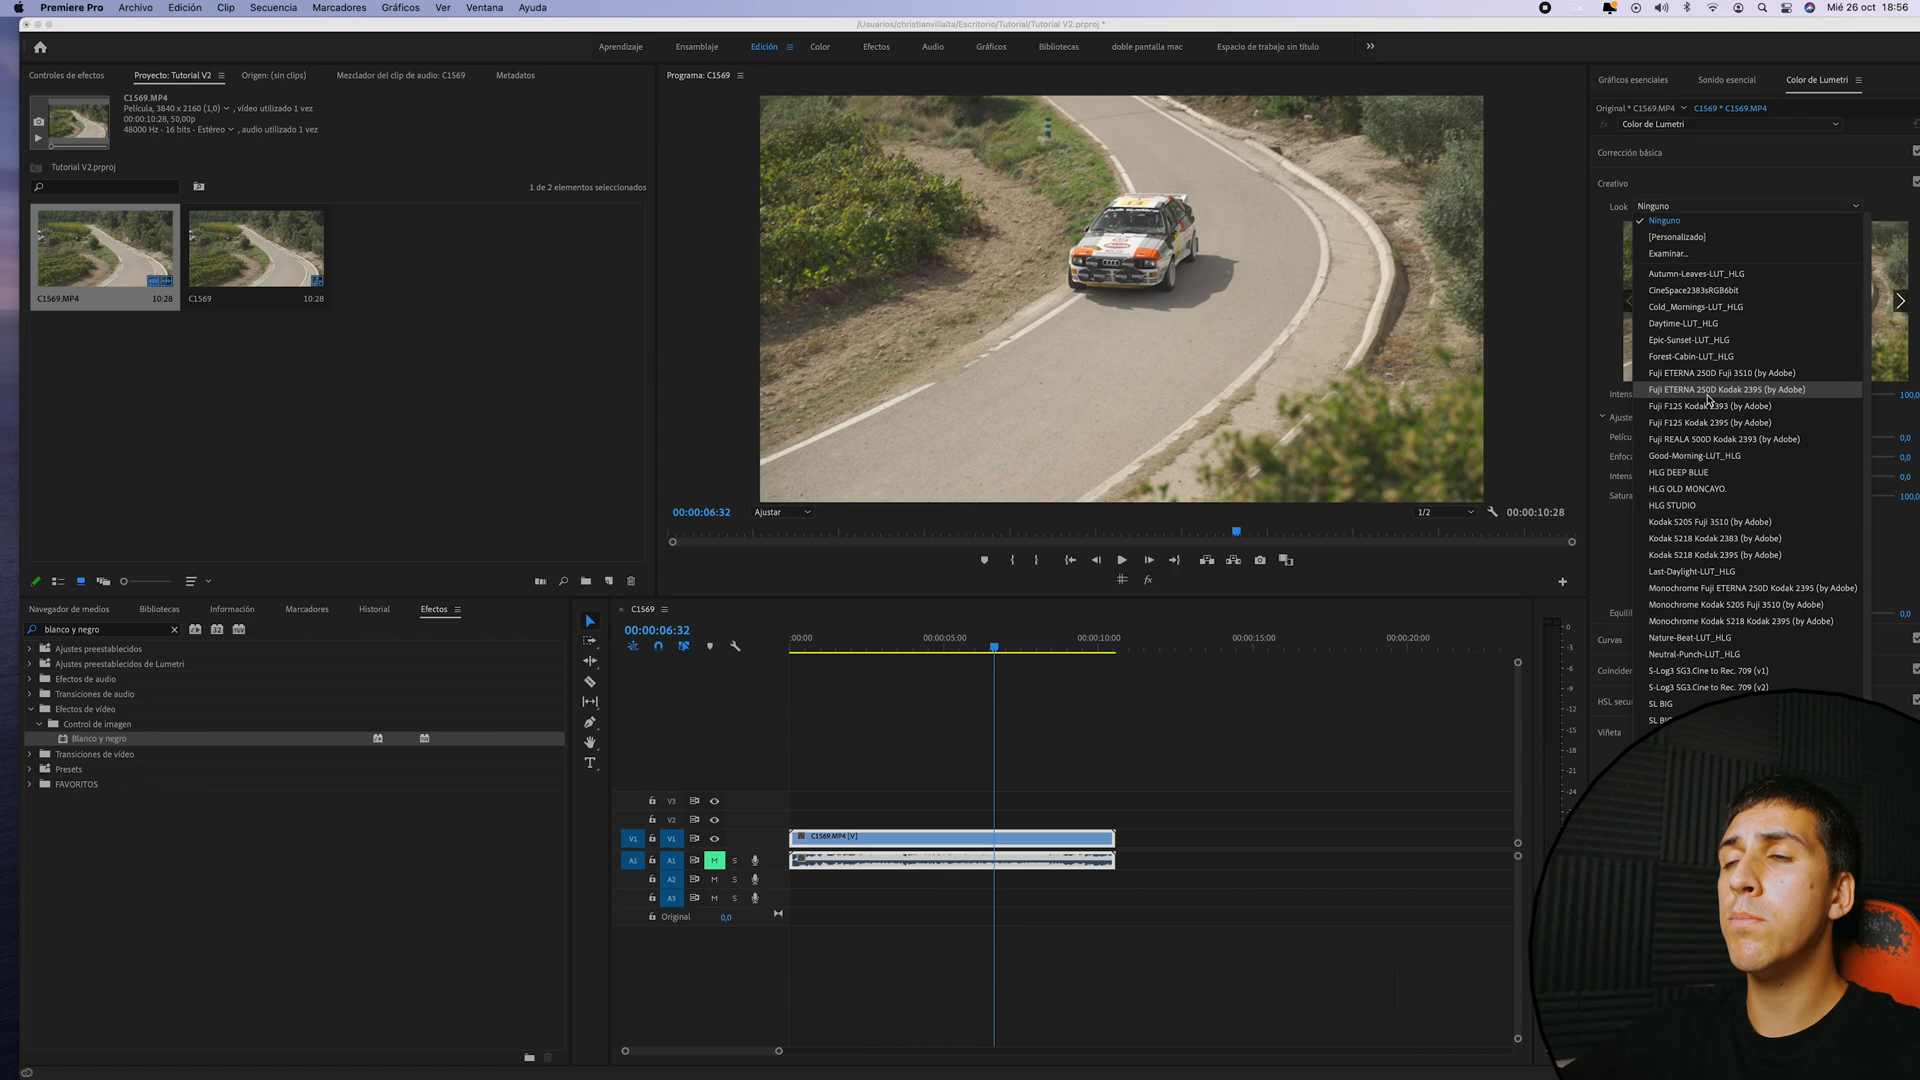 Premiere Pro Archivo Edición Clip Secuencia Marcadores Gráficos Ver Ventana Ayuda Mié 26 oct 18:56
/Usuarios/christianvillalta/Escritorio/Tutorial/Tutorial V2.prproj *
Aprendizaje Ensamblaje Edición Color Efectos Audio Gráficos Bibliotecas doble pantalla mac Espacio de trabajo sin título
Controles de efectos Proyecto: Tutorial V2 Origen: (sin clips) Mezclador del clip de audio: C1569 Metadatos
C1569.MP4
Película, 3840 x 2160 (1,0) , vídeo utilizado 1 vez
00:00:10:28, 50,00p
48000 Hz - 16 bits - Estéreo , audio utilizado 1 vez
Tutorial V2.prproj
1 de 2 elementos seleccionados
C1569.MP4 10:28 C1569 10:28
Programa: C1569
00:00:06:32 Ajustar 1/2 00:00:10:28
Gráficos esenciales Sonido esencial Color de Lumetri
Original * C1569.MP4 C1569 * C1569.MP4
fx Color de Lumetri
Corrección básica
Creativo
Look Ninguno
Ninguno
[Personalizado]
Examinar...
Autumn-Leaves-LUT_HLG
CineSpace2383sRGB6bit
Cold_Mornings-LUT_HLG
Daytime-LUT_HLG
Epic-Sunset-LUT_HLG
Forest-Cabin-LUT_HLG
Fuji ETERNA 250D Fuji 3510 (by Adobe)
Fuji ETERNA 250D Kodak 2395 (by Adobe)
Fuji F125 Kodak 2393 (by Adobe)
Fuji F125 Kodak 2395 (by Adobe)
Fuji REALA 500D Kodak 2393 (by Adobe)
Good-Morning-LUT_HLG
HLG DEEP BLUE
HLG OLD MONCAYO.
HLG STUDIO
Kodak 5205 Fuji 3510 (by Adobe)
Kodak 5218 Kodak 2383 (by Adobe)
Kodak 5218 Kodak 2395 (by Adobe)
Last-Daylight-LUT_HLG
Monochrome Fuji ETERNA 250D Kodak 2395 (by Adobe)
Monochrome Kodak 5205 Fuji 3510 (by Adobe)
Monochrome Kodak 5218 Kodak 2395 (by Adobe)
Nature-Beat-LUT_HLG
Neutral-Punch-LUT_HLG
S-Log3 SG3.Cine to Rec. 709 (v1)
S-Log3 SG3.Cine to Rec. 709 (v2)
SL BIG
SL BIG
Intens 100,0
Ajuste
Pelícu 0,0
Enfoc 0,0
Intens 0,0
Satura 100,0
Equilib 0,0
Curvas
Coinciden
HSL secu
Viñeta
Navegador de medios Bibliotecas Información Marcadores Historial Efectos
blanco y negro
Ajustes preestablecidos
Ajustes preestablecidos de Lumetri
Efectos de audio
Transiciones de audio
Efectos de vídeo
Control de imagen
Blanco y negro
Transiciones de vídeo
Presets
FAVORITOS
C1569
00:00:06:32
:00:00 00:00:05:00 00:00:10:00 00:00:15:00 00:00:20:00
V3
V2
V1 V1 C1569.MP4 [V]
A1 A1 M S
A2 M S
A3 M S
Original 0,0
0
-3
-6
-9
-12
-15
-18
-21
-24